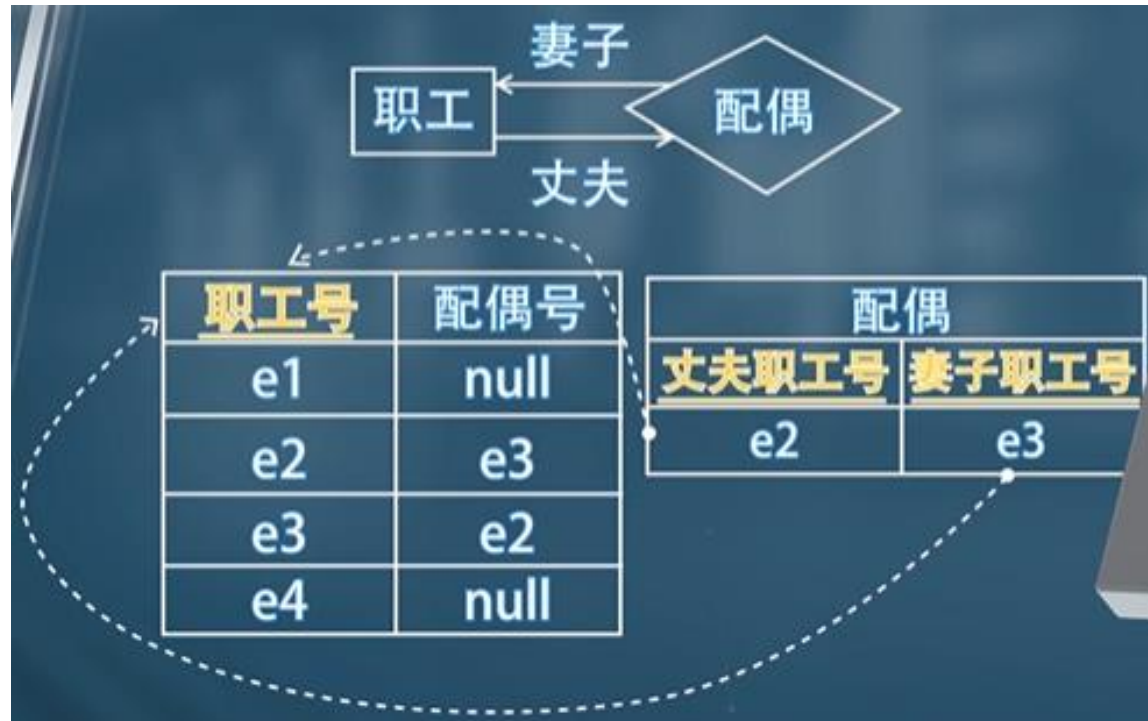 妻子
职工
配偶
丈夫
职工号 配偶号
e1 null
e2 e3
e3 e2
e4 null
配偶
丈夫职工号 妻子职工号
e2 e3